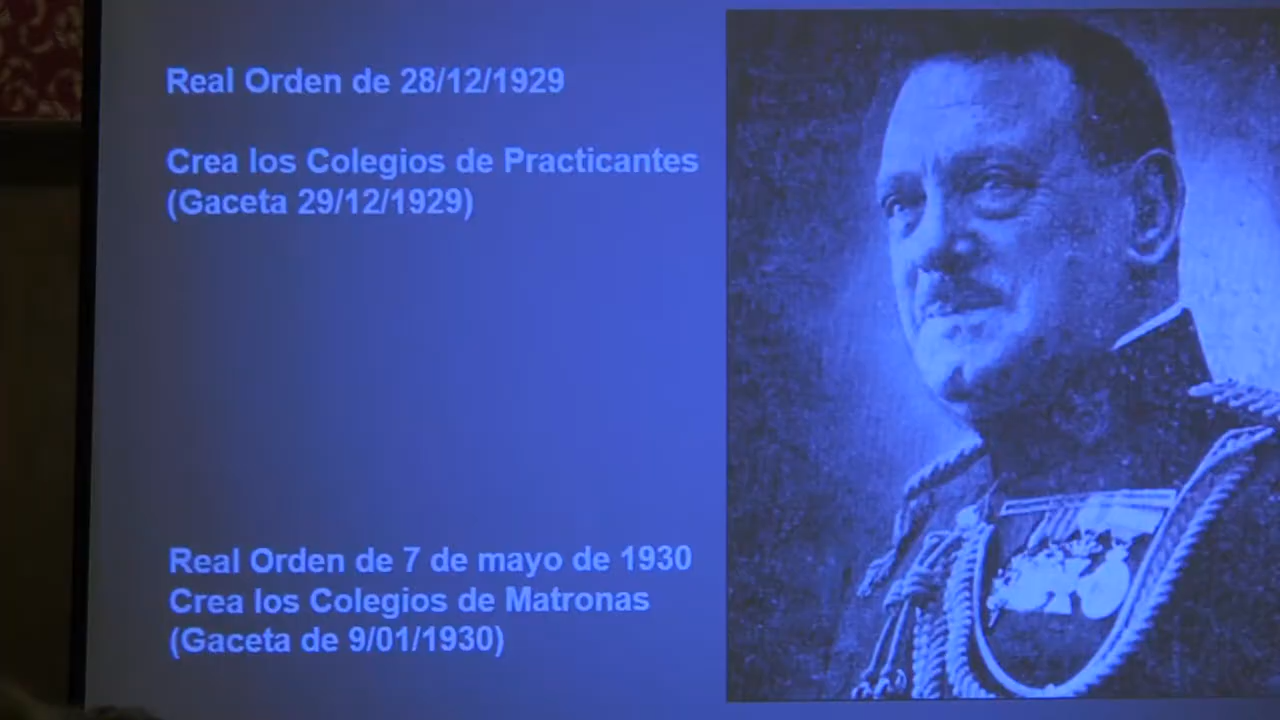 Real Orden de 28/12/1929
Crea los Colegios de Practicantes
(Gaceta 29/12/1929)
Real Orden de 7 de mayo de 1930
Crea los Colegios de Matronas
(Gaceta de 9/01/1930)